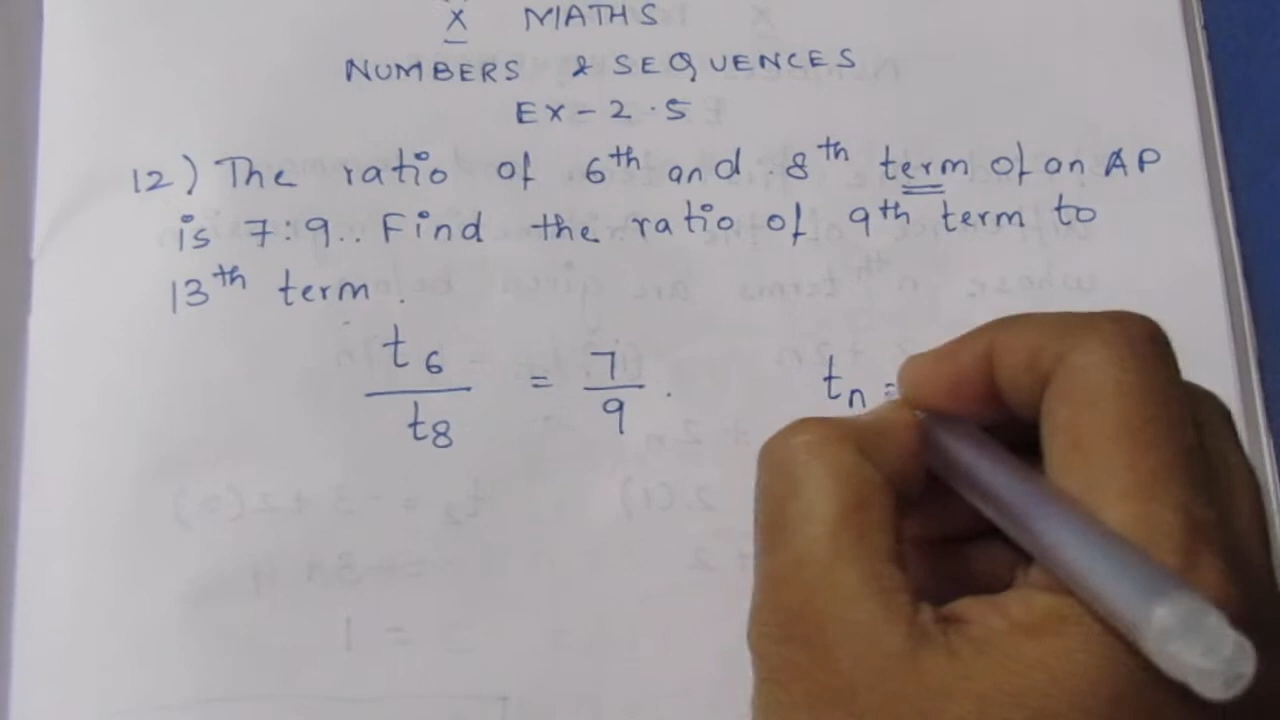 X MATHS
NUMBERS & SEQUENCES
EX-2.5
12) The ratio of 6th and 8th term of an AP
is 7:9.. Find the ratio of 9th term to
13th term.
t6/t8 = 7/9. tn =